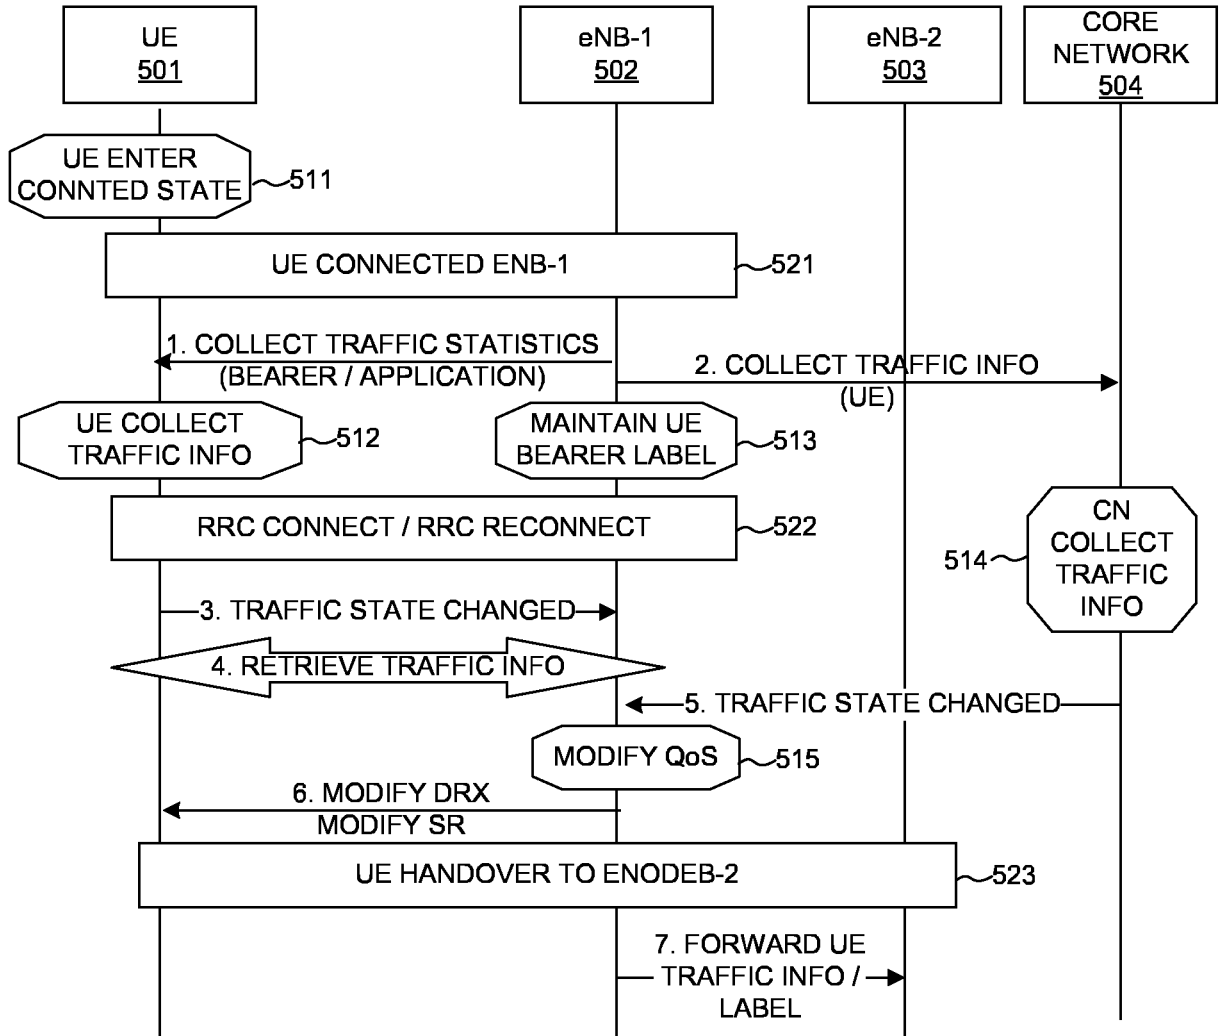 UE
501
eNB-1
502
eNB-2
503
CORE
NETWORK
504
UE ENTER
CONNTED STATE
511
UE CONNECTED ENB-1
521
1. COLLECT TRAFFIC STATISTICS
(BEARER / APPLICATION)
2. COLLECT TRAFFIC INFO
(UE)
UE COLLECT
TRAFFIC INFO
512
MAINTAIN UE
BEARER LABEL
513
RRC CONNECT / RRC RECONNECT
522
CN
COLLECT
TRAFFIC
INFO
514
3. TRAFFIC STATE CHANGED
4. RETRIEVE TRAFFIC INFO
5. TRAFFIC STATE CHANGED
MODIFY QoS
515
6. MODIFY DRX
MODIFY SR
UE HANDOVER TO ENODEB-2
523
7. FORWARD UE
TRAFFIC INFO /
LABEL